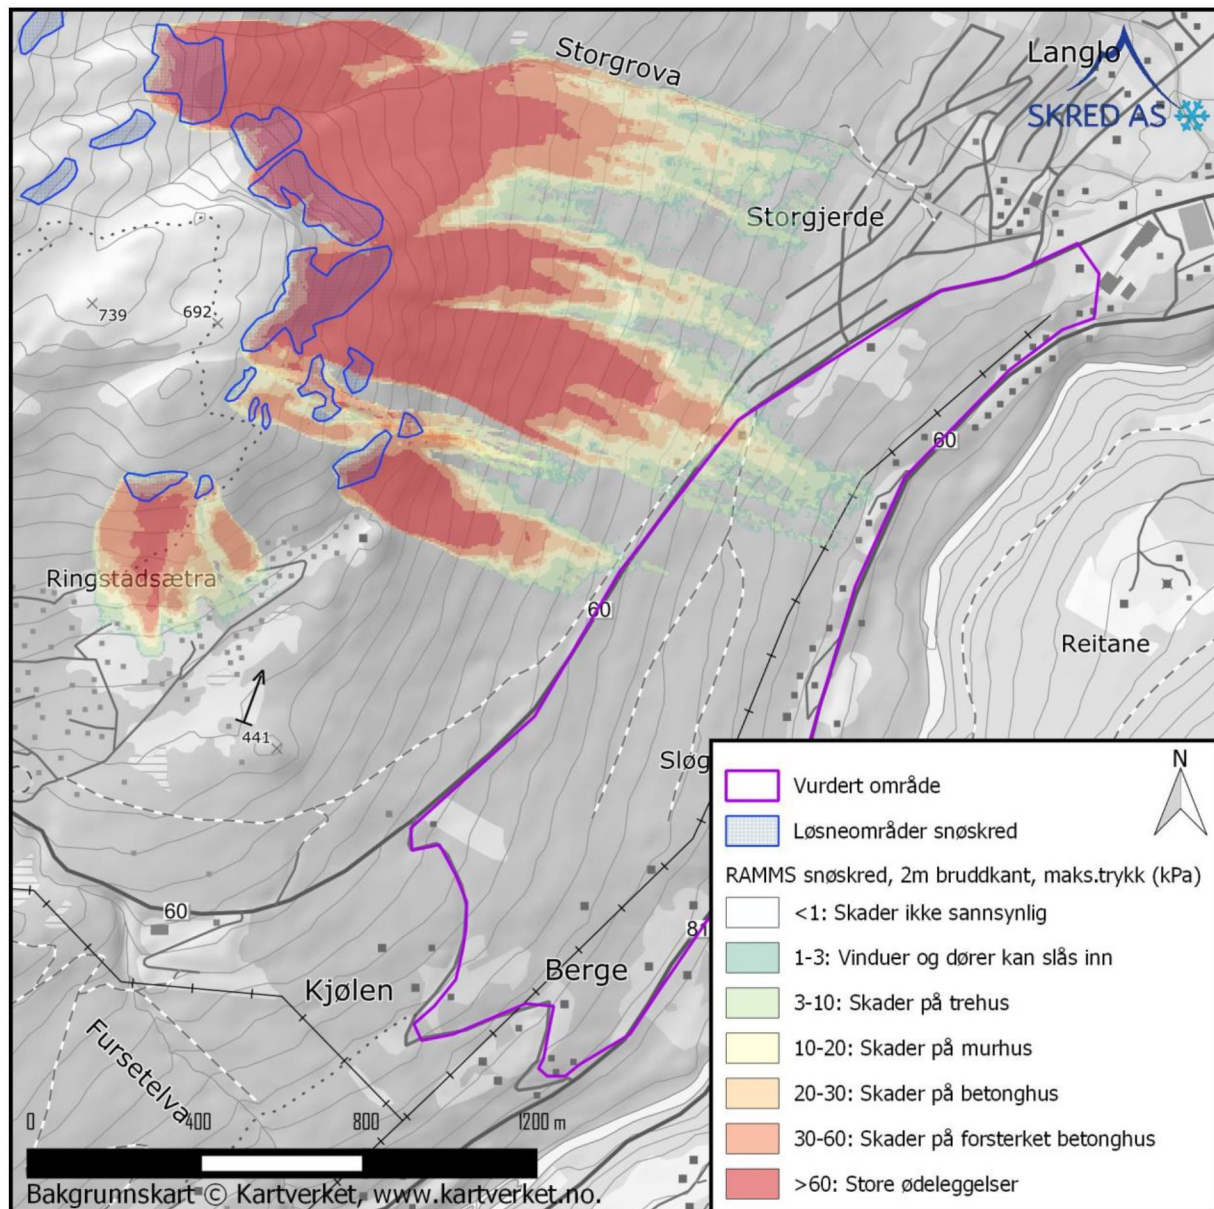 Storgrova
Langlo
SKRED AS
Storgjerde
739
692
60
Ringstadsætra
60
Reitane
441
Sløg
60
81
Kjølen
Berge
Fursetelva
0 400 800 1200 m
Bakgrunnskart © Kartverket, www.kartverket.no.
N
Vurdert område
Løsneområder snøskred
RAMMS snøskred, 2m bruddkant, maks.trykk (kPa)
<1: Skader ikke sannsynlig
1-3: Vinduer og dører kan slås inn
3-10: Skader på trehus
10-20: Skader på murhus
20-30: Skader på betonghus
30-60: Skader på forsterket betonghus
>60: Store ødeleggelser